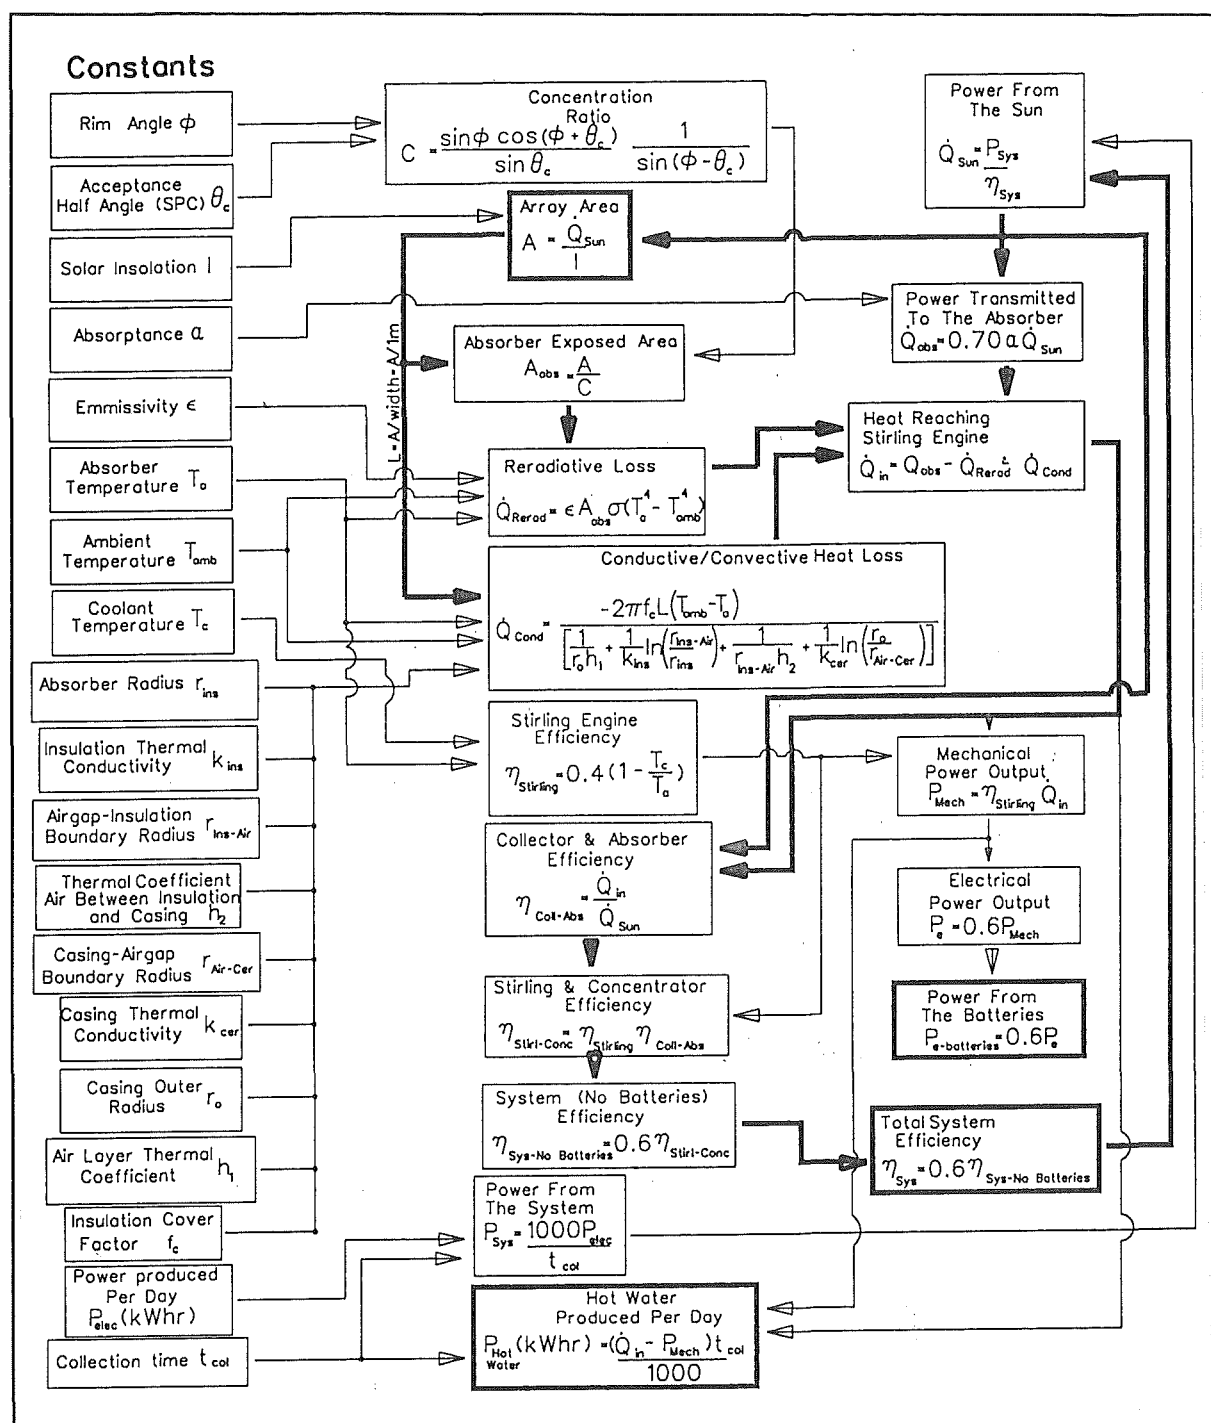 Constants
Rim Angle ϕ
Acceptance
Half Angle (SPC) θc
Solar Insolation I
Absorptance α
Emmissivity ϵ
Absorber
Temperature Ta
Ambient
Temperature Tamb
Coolant
Temperature Tc
Absorber Radius rins
Insulation Thermal
Conductivity kins
Airgap-Insulation
Boundary Radius rIns-Air
Thermal Coefficient
Air Between Insulation
and Casing h2
Casing-Airgap
Boundary Radius rAir-Cer
Casing Thermal
Conductivity kcer
Casing Outer
Radius ro
Air Layer Thermal
Coefficient h1
Insulation Cover
Factor fc
Power produced
Per Day
Pelec(kWhr)
Collection time tcol
Concentration
Ratio
C = sinϕ cos(ϕ + θc) / sinθc 1 / sin(ϕ-θc)
Array Area
A = Q̇Sun / I
L=A/width=A/1m
Absorber Exposed Area
Aabs = A / C
Reradiative Loss
Q̇Rerad = ϵ Aabs σ(Ta^4 - Tamb^4)
Conductive/Convective Heat Loss
Q̇Cond = -2πfcL(Tamb-Ta) / [1/(roh1) + 1/kins ln(rIns-Air/rins) + 1/(rIns-Air h2) + 1/kcer ln(ro/rAir-Cer)]
Stirling Engine
Efficiency
ηStirling = 0.4(1 - Tc/Ta)
Collector & Absorber
Efficiency
ηColl-Abs = Q̇in / Q̇Sun
Stirling & Concentrator
Efficiency
ηStirl-Conc = ηStirling ηColl-Abs
System (No Batteries)
Efficiency
ηSys-No Batteries = 0.6ηStirl-Conc
Power From
The System
PSys = 1000Pelec / tcol
Hot Water
Produced Per Day
PHot Water (kWhr) = (Q̇in - PMech)tcol / 1000
Power From
The Sun
Q̇Sun = PSys / ηSys
Power Transmitted
To The Absorber
Q̇abs = 0.70αQ̇Sun
Heat Reaching
Stirling Engine
Q̇in = Qabs - Q̇Rerad - Q̇Cond
Mechanical
Power Output
PMech = ηStirling Q̇in
Electrical
Power Output
Pe = 0.6PMech
Power From
The Batteries
Pe-batteries = 0.6Pe
Total System
Efficiency
ηSys = 0.6ηSys-No Batteries